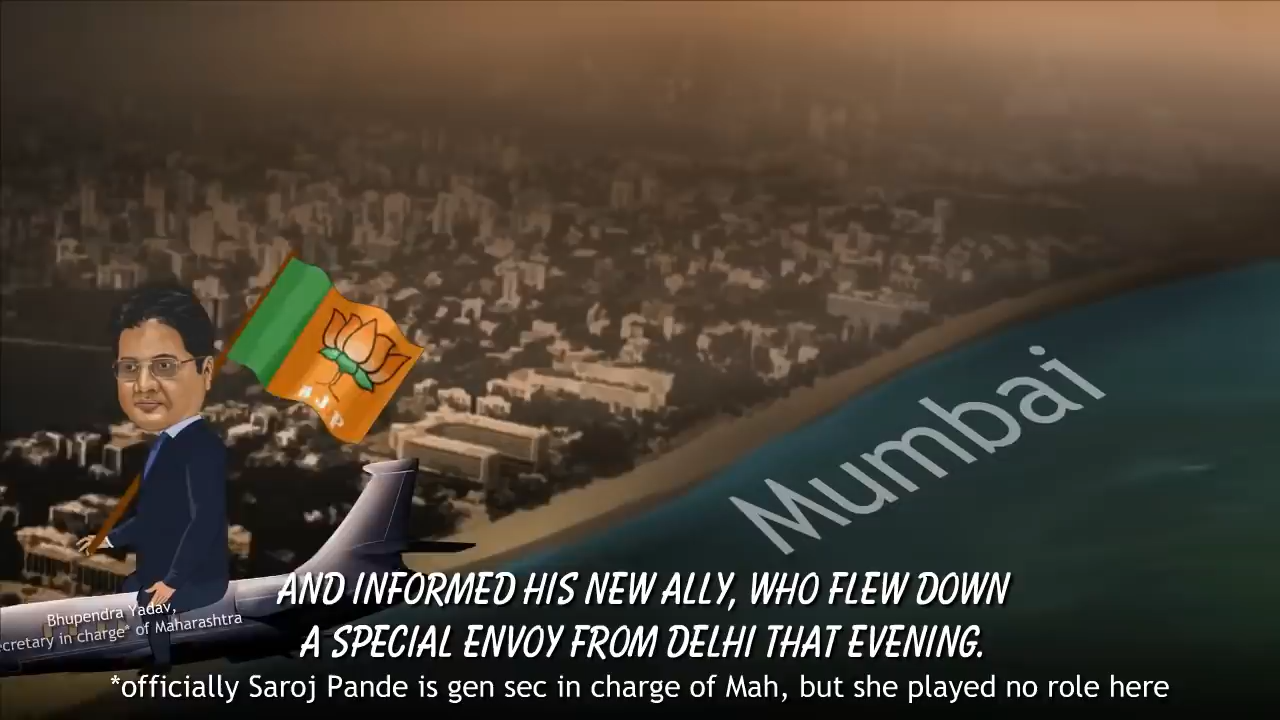 BJP
Mumbai
Bhupendra Yadav,
in charge* of Maharashtra
AND INFORMED HIS NEW ALLY, WHO FLEW DOWN
A SPECIAL ENVOY FROM DELHI THAT EVENING.
*officially Saroj Pande is gen sec in charge of Mah, but she played no role here